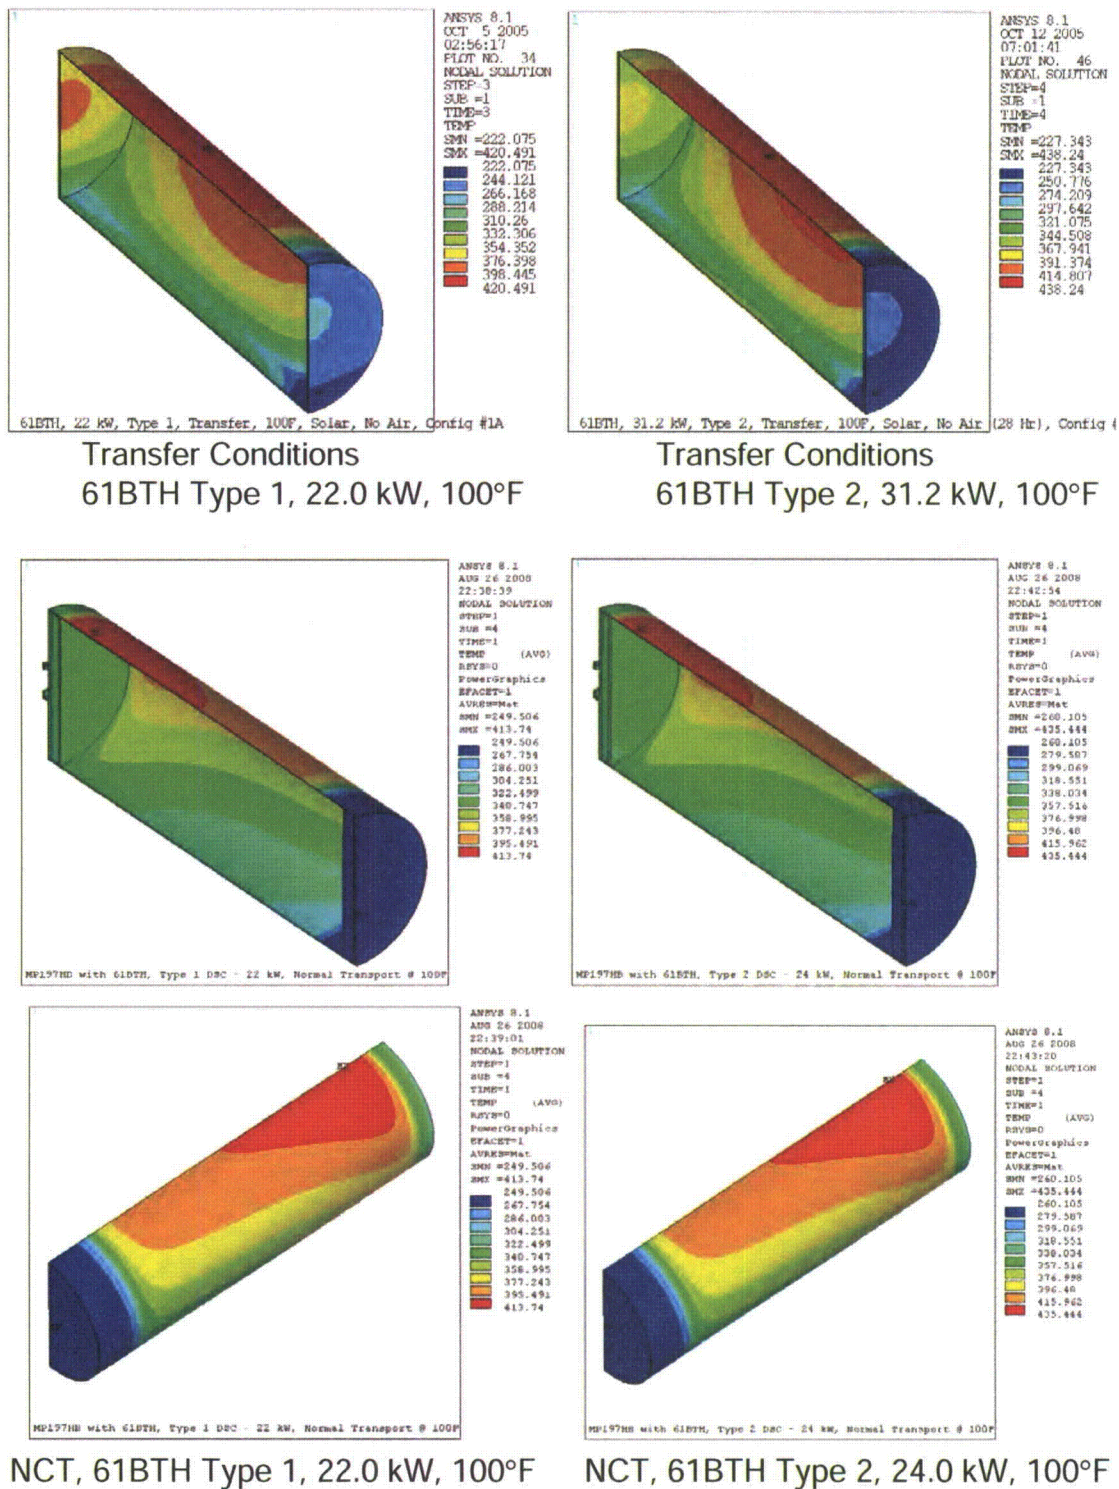 1
ANSYS 8.1
OCT 5 2005
02:56:17
PLOT NO. 34
NODAL SOLUTION
STEP=3
SUB =1
TIME=3
TEMP
SMN =222.075
SMX =420.491
222.075
244.121
266.168
288.214
310.26
332.306
354.352
376.398
398.445
420.491
61BTH, 22 kW, Type 1, Transfer, 100F, Solar, No Air, Config #1A
Transfer Conditions
61BTH Type 1, 22.0 kW, 100°F
1
ANSYS 8.1
OCT 12 2005
07:01:41
PLOT NO. 46
NODAL SOLUTION
STEP=4
SUB =1
TIME=4
TEMP
SMN =227.343
SMX =438.24
227.343
250.776
274.209
297.642
321.075
344.508
367.941
391.374
414.807
438.24
61BTH, 31.2 kW, Type 2, Transfer, 100F, Solar, No Air (28 Hr), Config #
Transfer Conditions
61BTH Type 2, 31.2 kW, 100°F
ANSYS 8.1
AUG 26 2008
22:38:39
NODAL SOLUTION
STEP=1
SUB =4
TIME=1
TEMP (AVG)
RSYS=0
PowerGraphics
EFACET=1
AVRES=Mat
SMN =249.506
SMX =413.74
249.506
267.754
286.003
304.251
322.499
340.747
358.995
377.243
395.491
413.74
MP197HB with 61BTH, Type 1 DSC - 22 kW, Normal Transport @ 100F
1
ANSYS 8.1
AUG 26 2008
22:42:54
NODAL SOLUTION
STEP=1
SUB =4
TIME=1
TEMP (AVG)
RSYS=0
PowerGraphics
EFACET=1
AVRES=Mat
SMN =260.105
SMX =435.444
260.105
279.587
299.069
318.551
338.034
357.516
376.998
396.48
415.962
435.444
MP197HB with 61BTH, Type 2 DSC - 24 kW, Normal Transport @ 100F
ANSYS 8.1
AUG 26 2008
22:39:01
NODAL SOLUTION
STEP=1
SUB =4
TIME=1
TEMP (AVG)
RSYS=0
PowerGraphics
EFACET=1
AVRES=Mat
SMN =249.506
SMX =413.74
249.506
267.754
286.003
304.251
322.499
340.747
358.995
377.243
395.491
413.74
MP197HB with 61BTH, Type 1 DSC - 22 kW, Normal Transport @ 100F
NCT, 61BTH Type 1, 22.0 kW, 100°F
ANSYS 8.1
AUG 26 2008
22:43:20
NODAL SOLUTION
STEP=1
SUB =4
TIME=1
TEMP (AVG)
RSYS=0
PowerGraphics
EFACET=1
AVRES=Mat
SMN =260.105
SMX =435.444
260.105
279.587
299.069
318.551
338.034
357.516
376.998
396.48
415.962
435.444
MP197HB with 61BTH, Type 2 DSC - 24 kW, Normal Transport @ 100F
NCT, 61BTH Type 2, 24.0 kW, 100°F